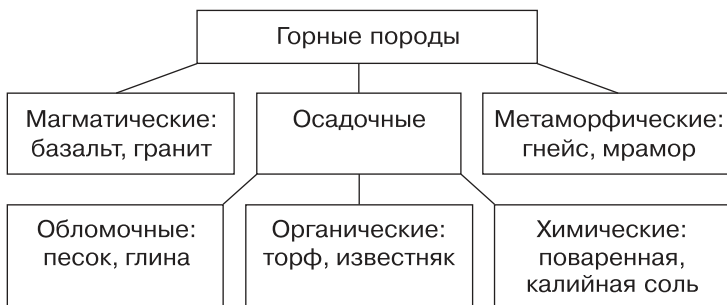 Горные породы
Магматические:
базальт, гранит
Осадочные
Метаморфические:
гнейс, мрамор
Обломочные:
песок, глина
Органические:
торф, известняк
Химические:
поваренная,
калийная соль